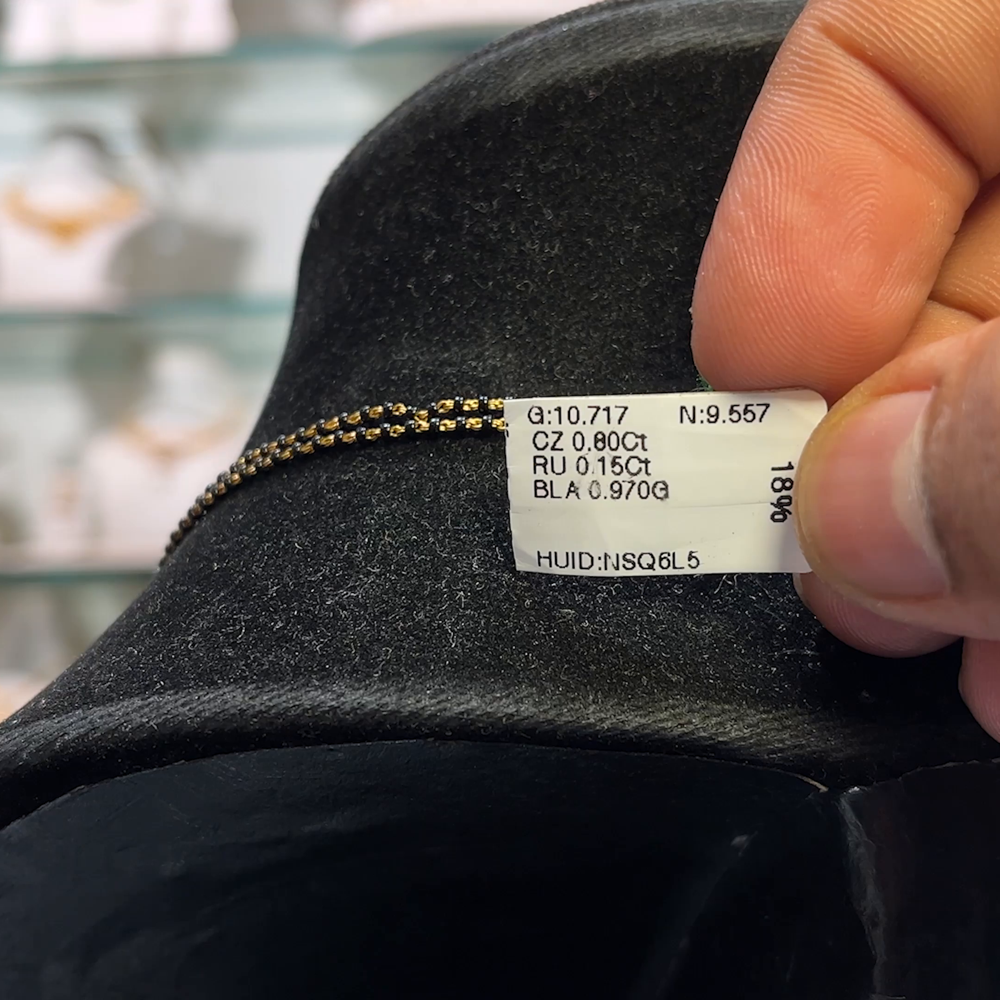 G:10.717 N:9.557
CZ 0.80Ct
RU 0.15Ct
BLA 0.970G
18%
HUID:NSQ6L5